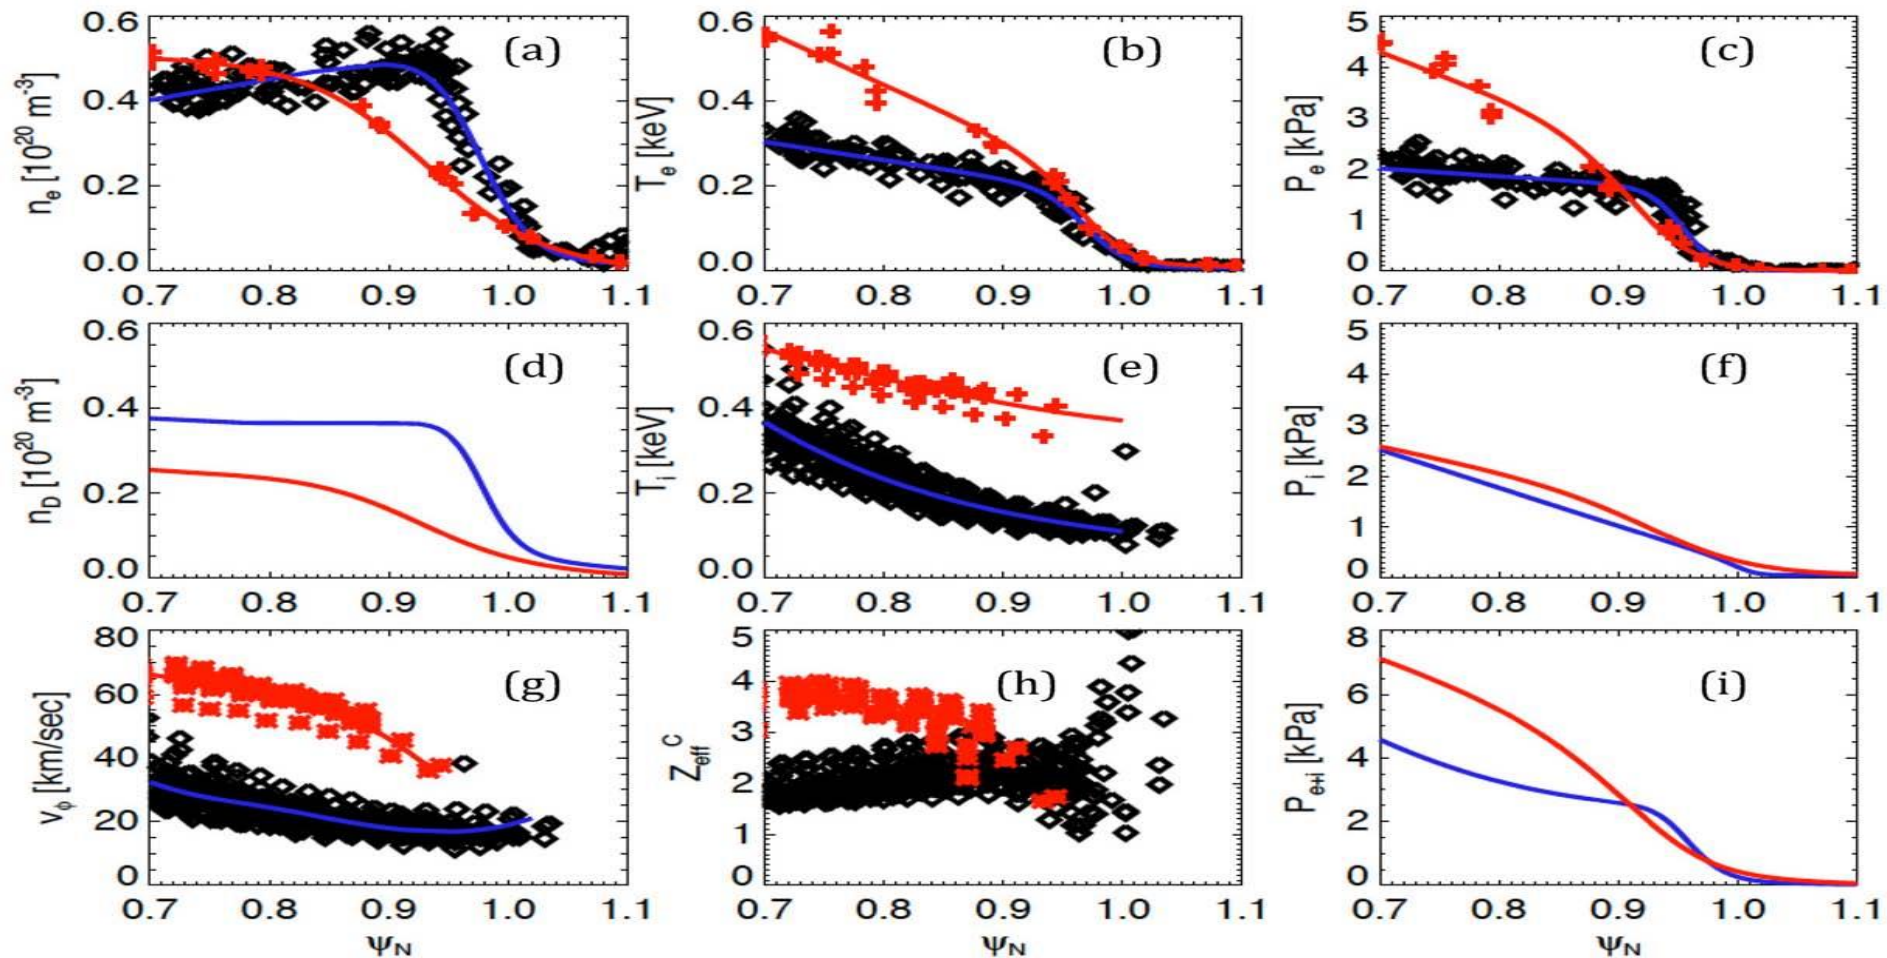 (a)
n_e [10^20 m^-3]
0.6
0.4
0.2
0.0
0.7 0.8 0.9 1.0 1.1
(b)
T_e [keV]
0.6
0.4
0.2
0.0
0.7 0.8 0.9 1.0 1.1
(c)
P_e [kPa]
5
4
3
2
1
0
0.7 0.8 0.9 1.0 1.1
(d)
n_D [10^20 m^-3]
0.6
0.4
0.2
0.0
0.7 0.8 0.9 1.0 1.1
(e)
T_i [keV]
0.6
0.4
0.2
0.0
0.7 0.8 0.9 1.0 1.1
(f)
P_i [kPa]
5
4
3
2
1
0
0.7 0.8 0.9 1.0 1.1
(g)
v_ϕ [km/sec]
80
60
40
20
0
0.7 0.8 0.9 1.0 1.1
ψ_N
(h)
Z_eff^C
5
4
3
2
1
0
0.7 0.8 0.9 1.0 1.1
ψ_N
(i)
P_e+i [kPa]
8
6
4
2
0
0.7 0.8 0.9 1.0 1.1
ψ_N